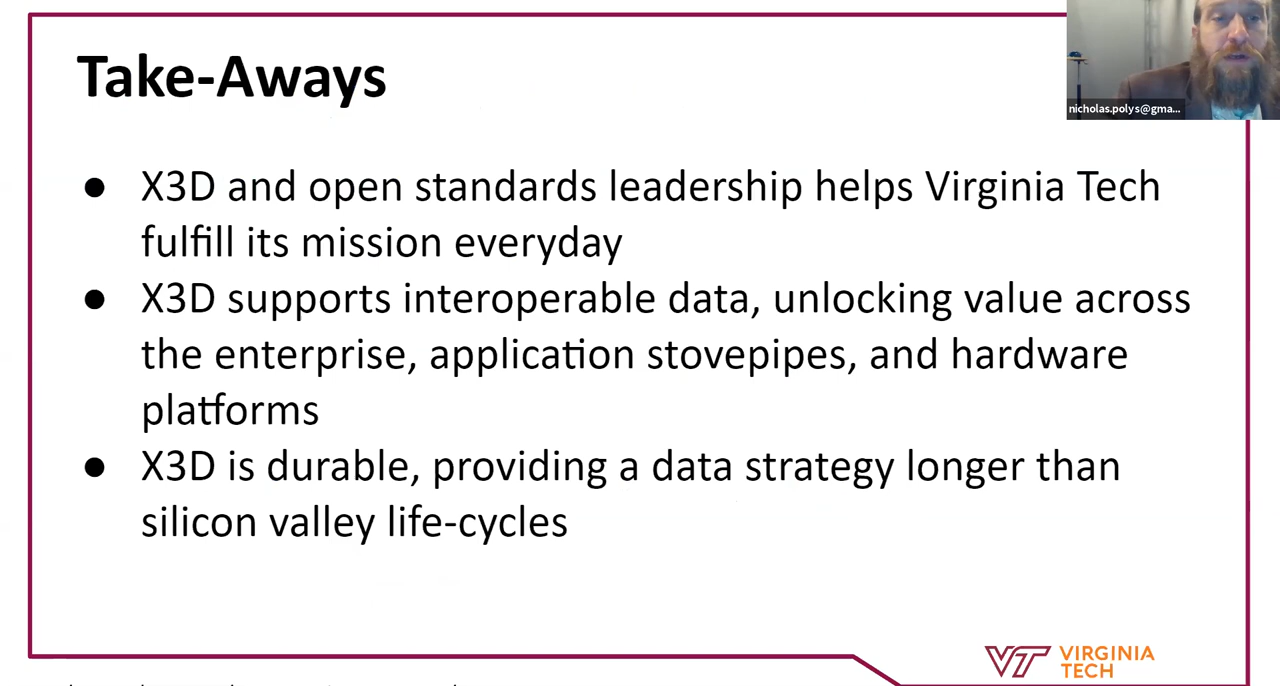 Take-Aways
nicholas.polys@gma...
● X3D and open standards leadership helps Virginia Tech
fulfill its mission everyday
● X3D supports interoperable data, unlocking value across
the enterprise, application stovepipes, and hardware
platforms
● X3D is durable, providing a data strategy longer than
silicon valley life-cycles
VT VIRGINIA
TECH